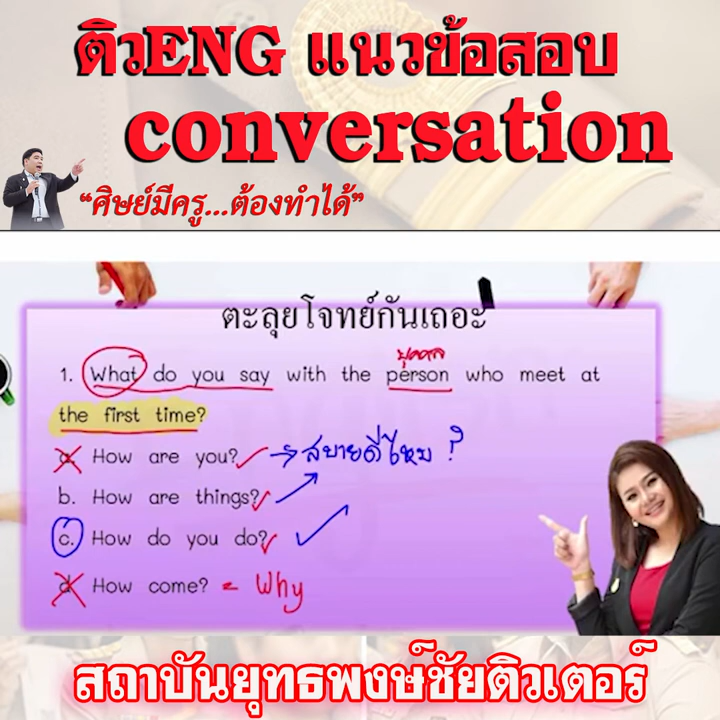 ติวENG แนวข้อสอบ
conversation
“ศิษย์มีครู...ต้องทำได้”
ตะลุยโจทย์กันเถอะ
บุคคล
1. What do you say with the person who meet at
the first time?
a. How are you? → สบายดีไหม ?
b. How are things?
c. How do you do?
d. How come? = Why
สถาบันยุทธพงษ์ชัยติวเตอร์